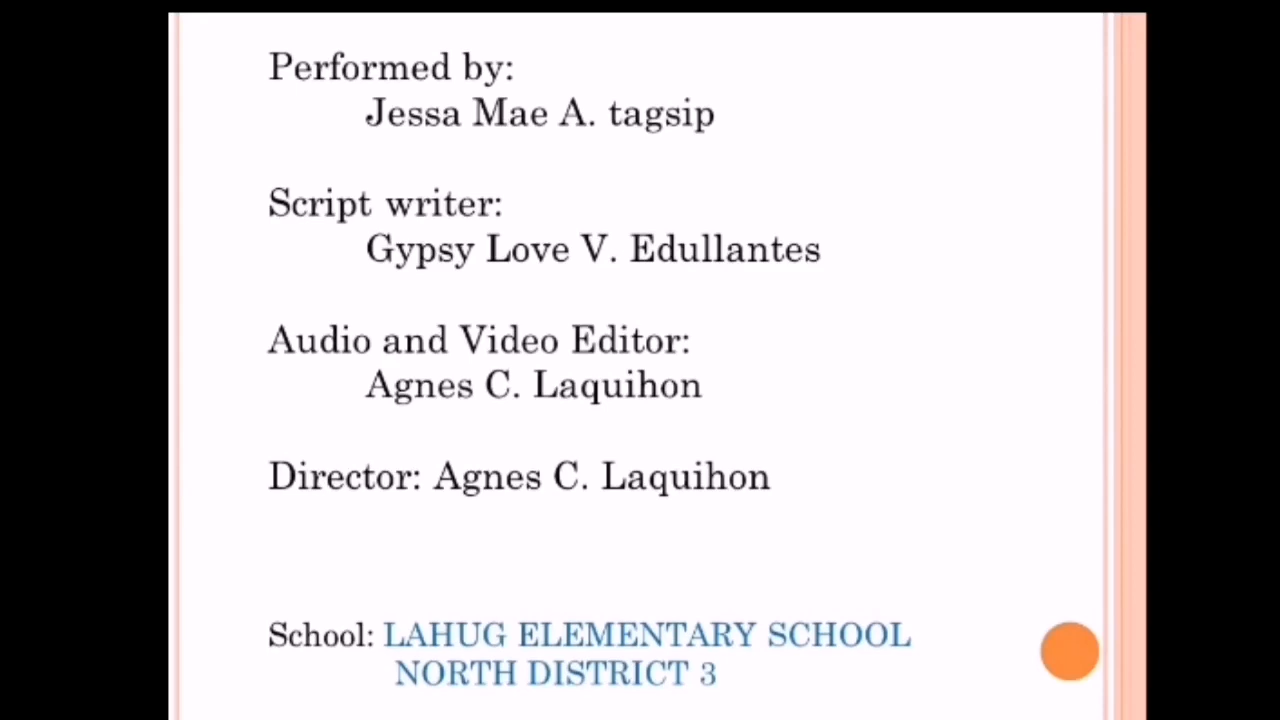 Performed by:
Jessa Mae A. tagsip
Script writer:
Gypsy Love V. Edullantes
Audio and Video Editor:
Agnes C. Laquihon
Director: Agnes C. Laquihon
School: LAHUG ELEMENTARY SCHOOL
NORTH DISTRICT 3